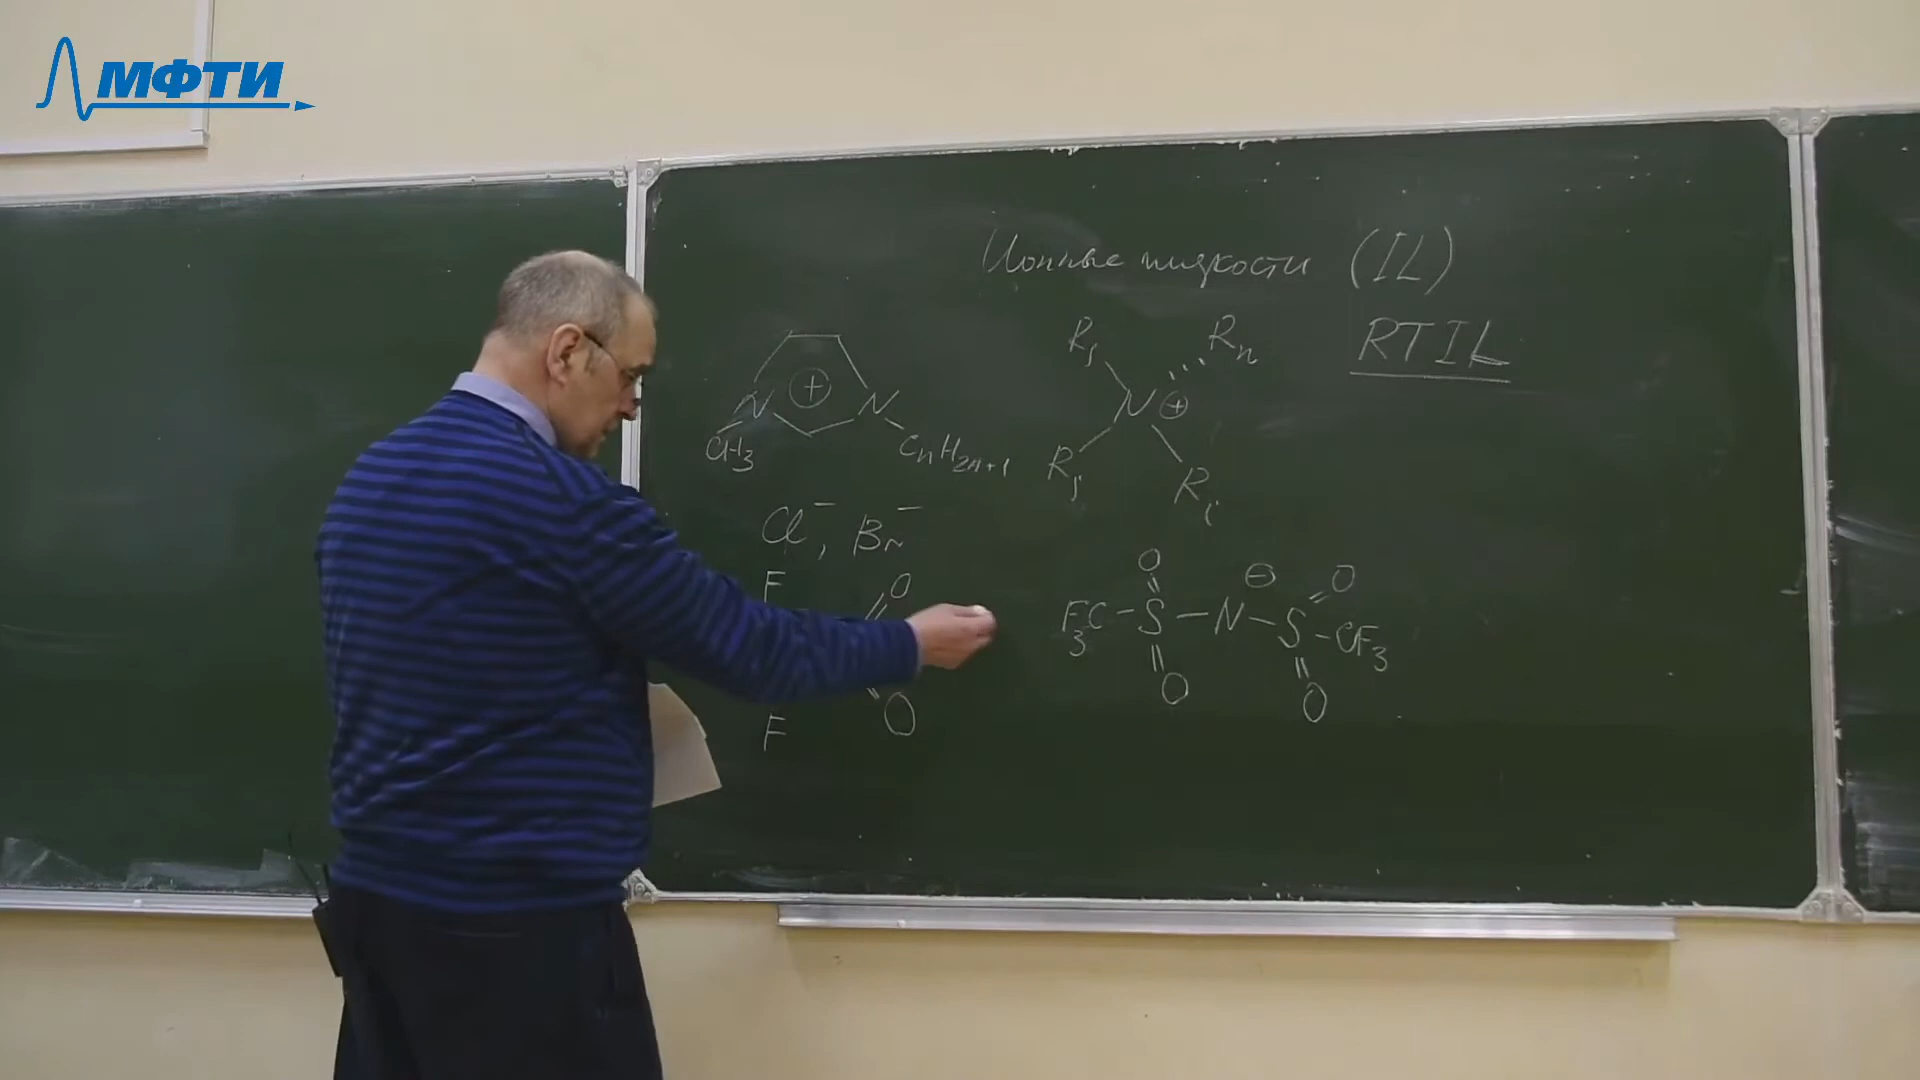 МФТИ
Ионные жидкости (IL)
RTIL
R₁ Rₙ
N ⊕
Rⱼ Rᵢ
⊕
N N
CH₃ CₙH₂ₙ₊₁
Cl⁻, Br⁻
F O
F O
O ⊖ O
F₃C – S – N – S – CF₃
O O